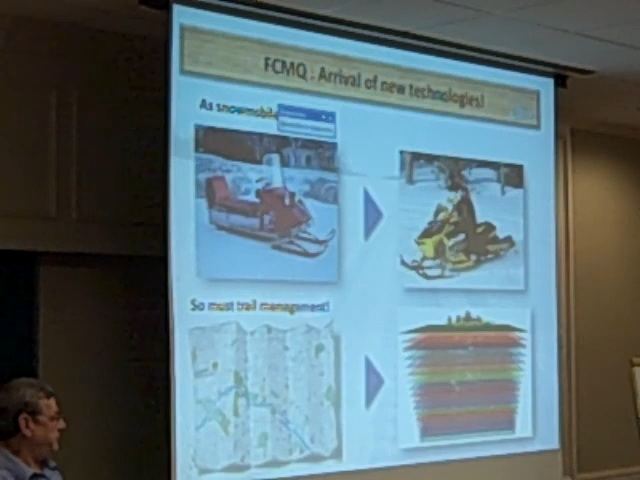 FCMQ : Arrival of new technologies!
As snowmobile
So must trail management!